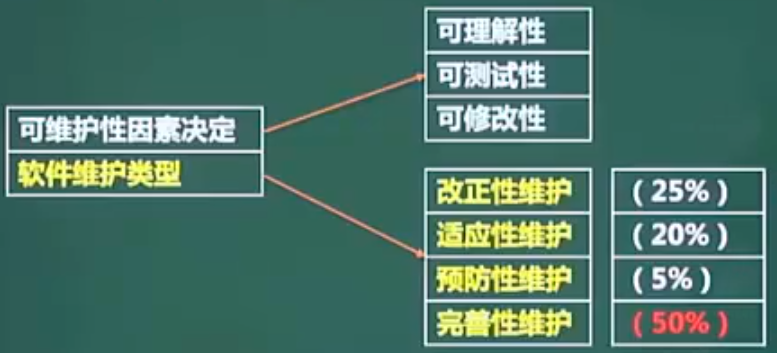 可维护性因素决定
软件维护类型
可理解性
可测试性
可修改性
改正性维护 （25%）
适应性维护 （20%）
预防性维护 （5%）
完善性维护 （50%）